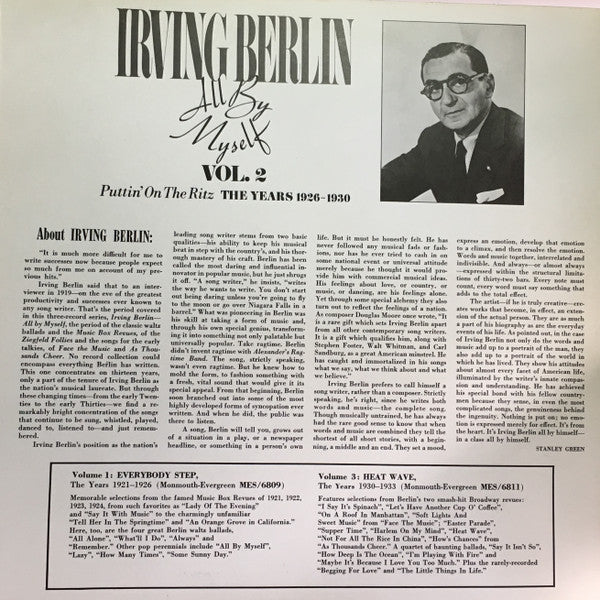 IRVING BERLIN
All By
Myself
VOL. 2
Puttin' On The Ritz THE YEARS 1926-1930
About IRVING BERLIN:
"It is much more difficult for me to
write successes now because people expect
so much from me on account of my pre-
vious hits."
Irving Berlin said that to an inter-
viewer in 1919—on the eve of the greatest
productivity and successes ever known to
any song writer. That's the period covered
in this three-record series, Irving Berlin—
All by Myself, the period of the classic waltz
ballads and the Music Box Revues, of the
Ziegfeld Follies and the songs for the early
talkies, of Face the Music and As Thou-
sands Cheer. No record collection could
encompass everything Berlin has written.
This one concentrates on thirteen years
only a part of the tenure of Irving Berlin as
the nation's musical laureate. But through
these changing times—from the early Twen-
ties to the early Thirties—we find a re-
markably bright concentration of the songs
that continue to be sung, whistled, played,
danced to, listened to—and just remem-
bered.
Irving Berlin's position as the nation's
leading song writer stems from two basic
qualities—his ability to keep his musical
beat in step with the country's, and his thor-
ough mastery of his craft. Berlin has been
called the most daring and influential in-
novator in popular music, but he just shrugs
it off. "A song writer," he insists, "writes
the way he wants to write. You don't start
out being daring unless you're going to fly
to the moon or go over Niagara Falls in a
barrel." What was pioneering in Berlin was
his skill at taking a form of music and,
through his own special genius, transform-
ing it into something not only palatable but
universally popular. Take ragtime. Berlin
didn't invent ragtime with Alexander's Rag-
time Band. The song, strictly speaking,
wasn't even ragtime. But he knew how to
mold the form, to fashion something with
a fresh, vital sound that would give it its
special appeal. From that beginning, Berlin
soon branched out into some of the most
highly developed forms of syncopation ever
written. And when he did, the public was
there to listen.
A song, Berlin will tell you, grows out
of a situation in a play, or a newspaper
headline, or something in a person's own
life. But it must be honestly felt. He has
never followed any musical fads or fash-
ions, nor has he ever tried to cash in on
some national event or universal attitude
merely because he thought it would pro-
vide him with commercial musical ideas.
His feelings about love, or country, or
music, or dancing, are his feelings alone.
Yet through some special alchemy they also
turn out to reflect the feelings of a nation.
As composer Douglas Moore once wrote, "It
is a rare gift which sets Irving Berlin apart
from all other contemporary song writers.
It is a gift which qualifies him, along with
Stephen Foster, Walt Whitman, and Carl
Sandburg, as a great American minstrel. He
has caught and immortalized in his songs
what we say, what we think about and what
we believe."
Irving Berlin prefers to call himself a
song writer, rather than a composer. Strictly
speaking, he's right, since he writes both
words and music—the complete song.
Though musically untrained, he has always
had the rare good sense to know that when
words and music are combined they tell the
shortest of all short stories, with a begin-
ning, a middle and an end. They set a mood,
express an emotion, develop that emotion
to a climax, and then resolve the emotion.
Words and music together, interrelated and
indivisible. And always—or almost always
—expressed within the structural limita-
tions of thirty-two bars. Every note must
count, every word must say something that
adds to the total effect.
The artist—if he is truly creative—cre-
ates works that become, in effect, an exten-
sion of the actual person. They are as much
a part of his biography as are the everyday
events of his life. As pointed out, in the case
of Irving Berlin not only do the words and
music add up to a portrait of the man, they
also add up to a portrait of the world in
which he has lived. They show his attitudes
about almost every facet of American life,
illuminated by the writer's innate compas-
sion and understanding. He has achieved
his special bond with his fellow country-
men because they sense, in even the most
complicated songs, the genuineness behind
the ingenuity. Nothing is put on; no emo-
tion is expressed merely for effect. It's from
the heart. It's Irving Berlin all by himself—
in a class all by himself.
STANLEY GREEN
Volume 1: EVERYBODY STEP,
The Years 1921-1926 (Monmouth-Evergreen MES/6809)
Memorable selections from the famed Music Box Revues of 1921, 1922,
1923, 1924, from such favorites as "Lady Of The Evening"
and "Say It With Music" to the charmingly unfamiliar
"Tell Her In The Springtime" and "An Orange Grove in California."
Here, too, are the four great Berlin waltz ballads,
"All Alone", "What'll I Do", "Always" and
"Remember." Other pop perennials include "All By Myself",
"Lazy", "How Many Times", "Some Sunny Day."
Volume 3: HEAT WAVE,
The Years 1930-1933 (Monmouth-Evergreen MES/6811)
Features selections from Berlin's two smash-hit Broadway revues:
"I Say It's Spinach", "Let's Have Another Cup O' Coffee",
"On A Roof In Manhattan", "Soft Lights And
Sweet Music" from "Face The Music"; "Easter Parade",
"Supper Time", "Harlem On My Mind", "Heat Wave",
"Not For All The Rice In China", "How's Chances" from
"As Thousands Cheer." A quartet of haunting ballads, "Say It Isn't So",
"How Deep Is The Ocean", "I'm Playing With Fire" and
"Maybe It's Because I Love You Too Much." Plus the rarely-recorded
"Begging For Love" and "The Little Things In Life."